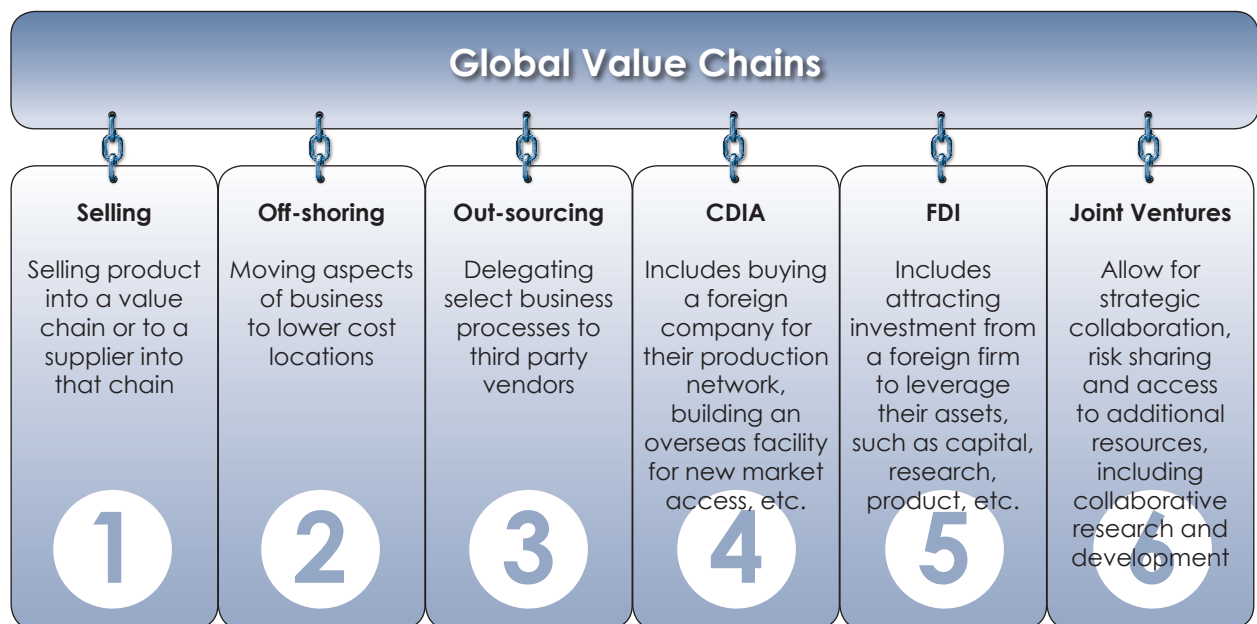 Global Value Chains
Selling
Selling product
into a value
chain or to a
supplier into
that chain
1
Off-shoring
Moving aspects
of business
to lower cost
locations
2
Out-sourcing
Delegating
select business
processes to
third party
vendors
3
CDIA
Includes buying
a foreign
company for
their production
network,
building an
overseas facility
for new market
access, etc.
4
FDI
Includes
attracting
investment from
a foreign firm
to leverage
their assets,
such as capital,
research,
product, etc.
5
Joint Ventures
Allow for
strategic
collaboration,
risk sharing
and access
to additional
resources,
including
collaborative
research and
development
6